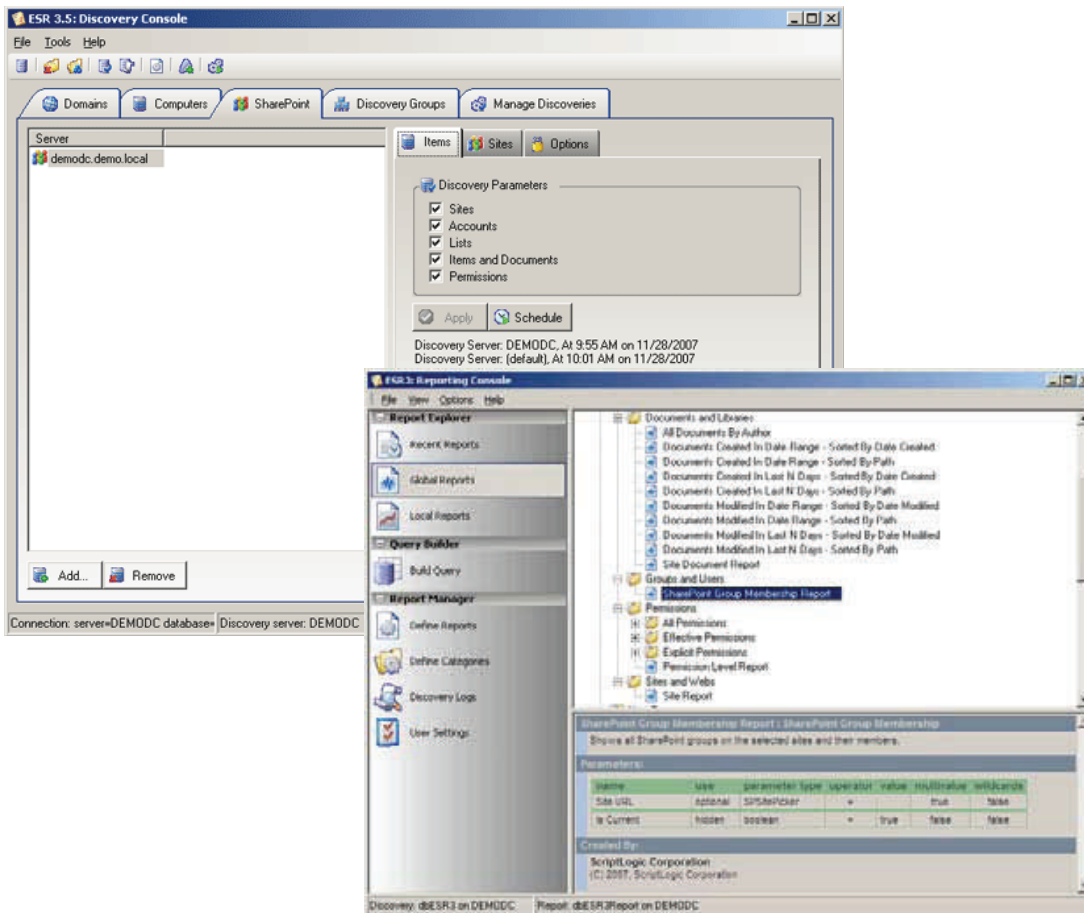 ESR 3.5: Discovery Console
File Tools Help
Domains Computers SharePoint Discovery Groups Manage Discoveries
Server
demodc.demo.local
Items Sites Options
Discovery Parameters
Sites
Accounts
Lists
Items and Documents
Permissions
Apply Schedule
Discovery Server: DEMODC, At 9:55 AM on 11/28/2007
Discovery Server: (default), At 10:01 AM on 11/28/2007
Add... Remove
Connection: server=DEMODC database= Discovery server: DEMODC
ESR3: Reporting Console
File View Options Help
Report Explorer
Recent Reports
Global Reports
Local Reports
Query Builder
Build Query
Report Manager
Define Reports
Define Categories
Discovery Logs
User Settings
Documents and Libraries
All Documents By Author
Documents Created In Date Range - Sorted By Date Created
Documents Created In Date Range - Sorted By Path
Documents Created In Last N Days - Sorted By Date Created
Documents Created In Last N Days - Sorted By Path
Documents Modified In Date Range - Sorted By Date Modified
Documents Modified In Date Range - Sorted By Path
Documents Modified In Last N Days - Sorted By Date Modified
Documents Modified In Last N Days - Sorted By Path
Site Document Report
Groups and Users
SharePoint Group Membership Report
Permissions
All Permissions
Effective Permissions
Explicit Permissions
Permission Level Report
Sites and Webs
Site Report
SharePoint Group Membership Report : SharePoint Group Membership
Shows all SharePoint groups on the selected sites and their members.
Parameters:
name use parameter type operator value multivalue wildcards
Site URL optional SPSitePicker = true false
Is Current hidden boolean = true false false
Created By:
ScriptLogic Corporation
(C) 2007, ScriptLogic Corporation
Discovery: dbESR3 on DEMODC Report: dbESR3Report on DEMODC